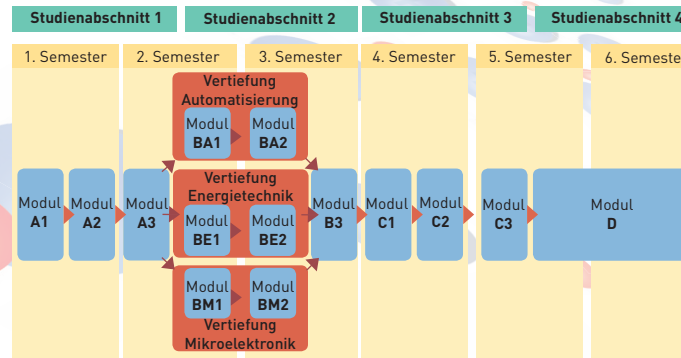 Studienabschnitt 1
Studienabschnitt 2
Studienabschnitt 3
Studienabschnitt 4
1. Semester
2. Semester
3. Semester
4. Semester
5. Semester
6. Semeste
Vertiefung
Automatisierung
Modul
BA1
Modul
BA2
Modul
A1
Modul
A2
Modul
A3
Vertiefung
Energietechnik
Modul
BE1
Modul
BE2
Modul
B3
Modul
C1
Modul
C2
Modul
C3
Modul
D
Modul
BM1
Modul
BM2
Vertiefung
Mikroelektronik